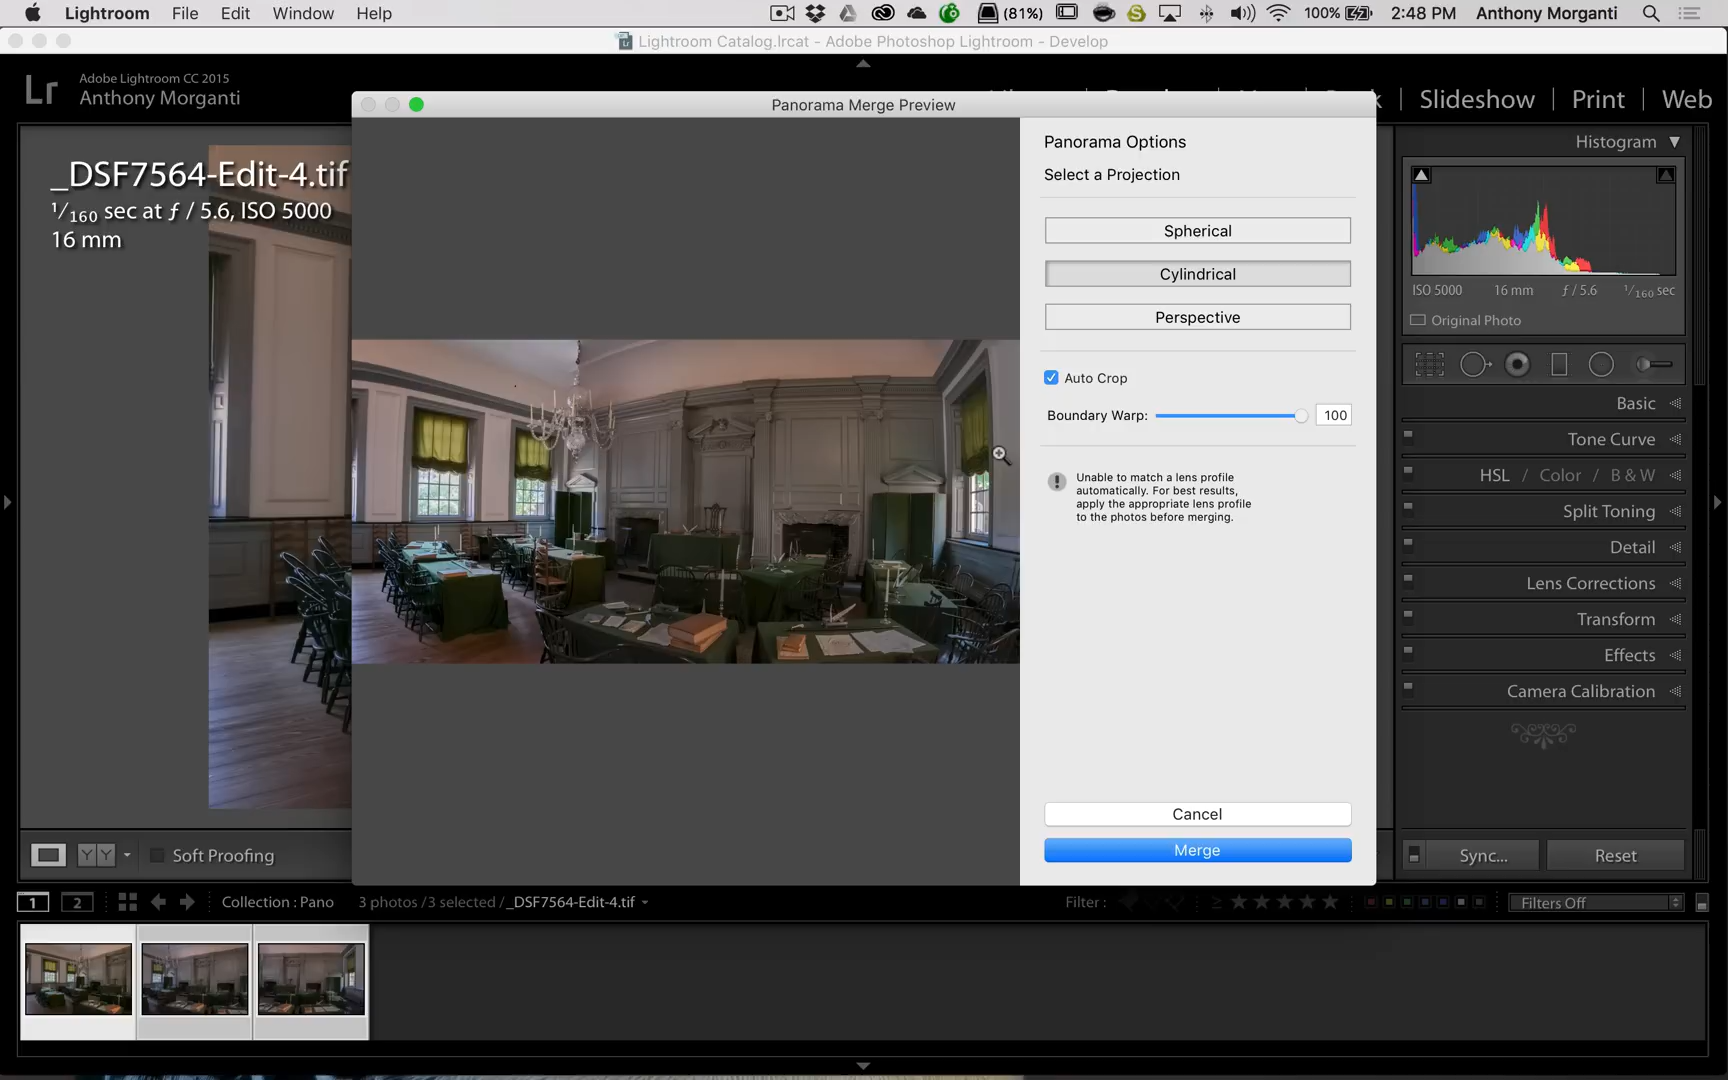 Lightroom File Edit Window Help (81%) 100% 2:48 PM Anthony Morganti
Lightroom Catalog.lrcat - Adobe Photoshop Lightroom - Develop
Lr Adobe Lightroom CC 2015
Anthony Morganti
Slideshow | Print | Web
Panorama Merge Preview
_DSF7564-Edit-4.tif
1/160 sec at ƒ / 5.6, ISO 5000
16 mm
Panorama Options
Select a Projection
Spherical
Cylindrical
Perspective
Auto Crop
Boundary Warp: 100
Unable to match a lens profile
automatically. For best results,
apply the appropriate lens profile
to the photos before merging.
Cancel
Merge
Histogram
ISO 5000 16 mm ƒ / 5.6 1/160 sec
Original Photo
Basic
Tone Curve
HSL / Color / B & W
Split Toning
Detail
Lens Corrections
Transform
Effects
Camera Calibration
Y Y Soft Proofing
Sync... Reset
1 2 Collection : Pano 3 photos / 3 selected / _DSF7564-Edit-4.tif Filter : ≥ Filters Off